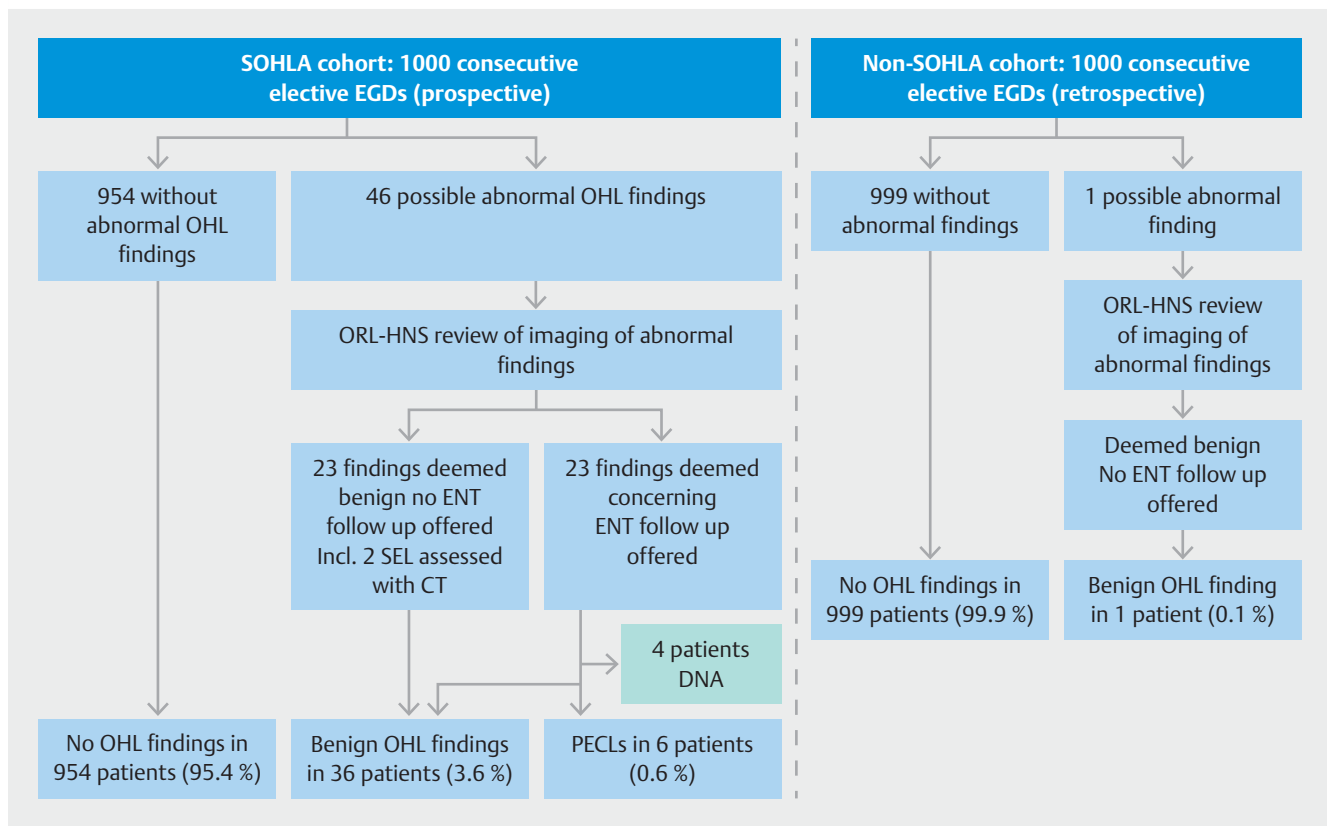 SOHLA cohort: 1000 consecutive
elective EGDs (prospective)
954 without
abnormal OHL
findings
46 possible abnormal OHL findings
ORL-HNS review of imaging of abnormal
findings
23 findings deemed
benign no ENT
follow up offered
Incl. 2 SEL assessed
with CT
23 findings deemed
concerning
ENT follow up
offered
4 patients
DNA
No OHL findings in
954 patients (95.4 %)
Benign OHL findings
in 36 patients (3.6 %)
PECLs in 6 patients
(0.6 %)
Non-SOHLA cohort: 1000 consecutive
elective EGDs (retrospective)
999 without
abnormal findings
1 possible abnormal
finding
ORL-HNS review
of imaging of
abnormal findings
Deemed benign
No ENT follow up
offered
No OHL findings in
999 patients (99.9 %)
Benign OHL finding
in 1 patient (0.1 %)